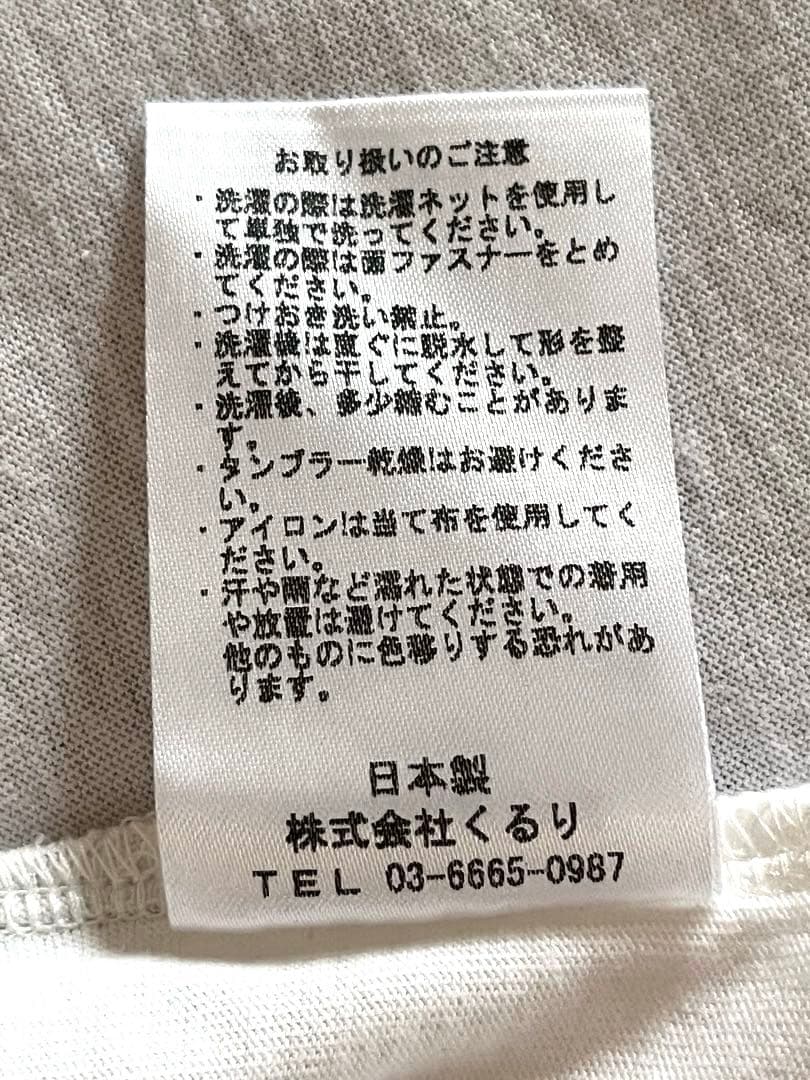 お取り扱いのご注意
・洗濯の際は洗濯ネットを使用し
て単独で洗ってください。
・洗濯の際は面ファスナーをとめ
てください。
・つけおき洗い禁止。
・洗濯後は直ぐに脱水して形を整
えてから干してください。
・洗濯後、多少縮むことがありま
す。
・タンブラー乾燥はお避けくださ
い。
・アイロンは当て布を使用してく
ださい。
・汗や雨など濡れた状態での着用
や放置は避けてください。
他のものに色移りする恐れがあ
ります。
日本製
株式会社くるり
TEL 03-6665-0987